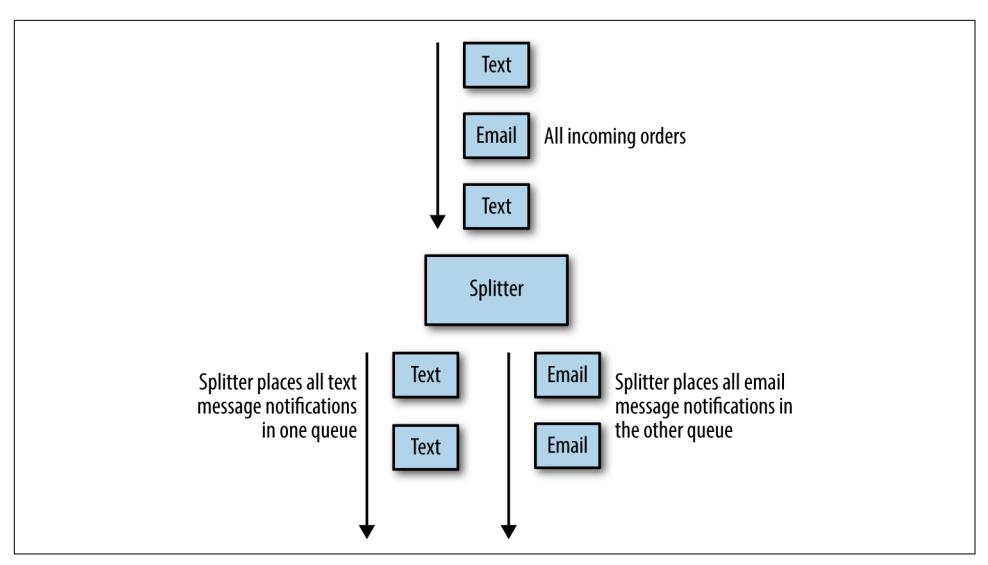 Text
Email
All incoming orders
Text
Splitter
Splitter places all text
message notifications
in one queue
Text
Text
Email
Email
Splitter places all email
message notifications in
the other queue